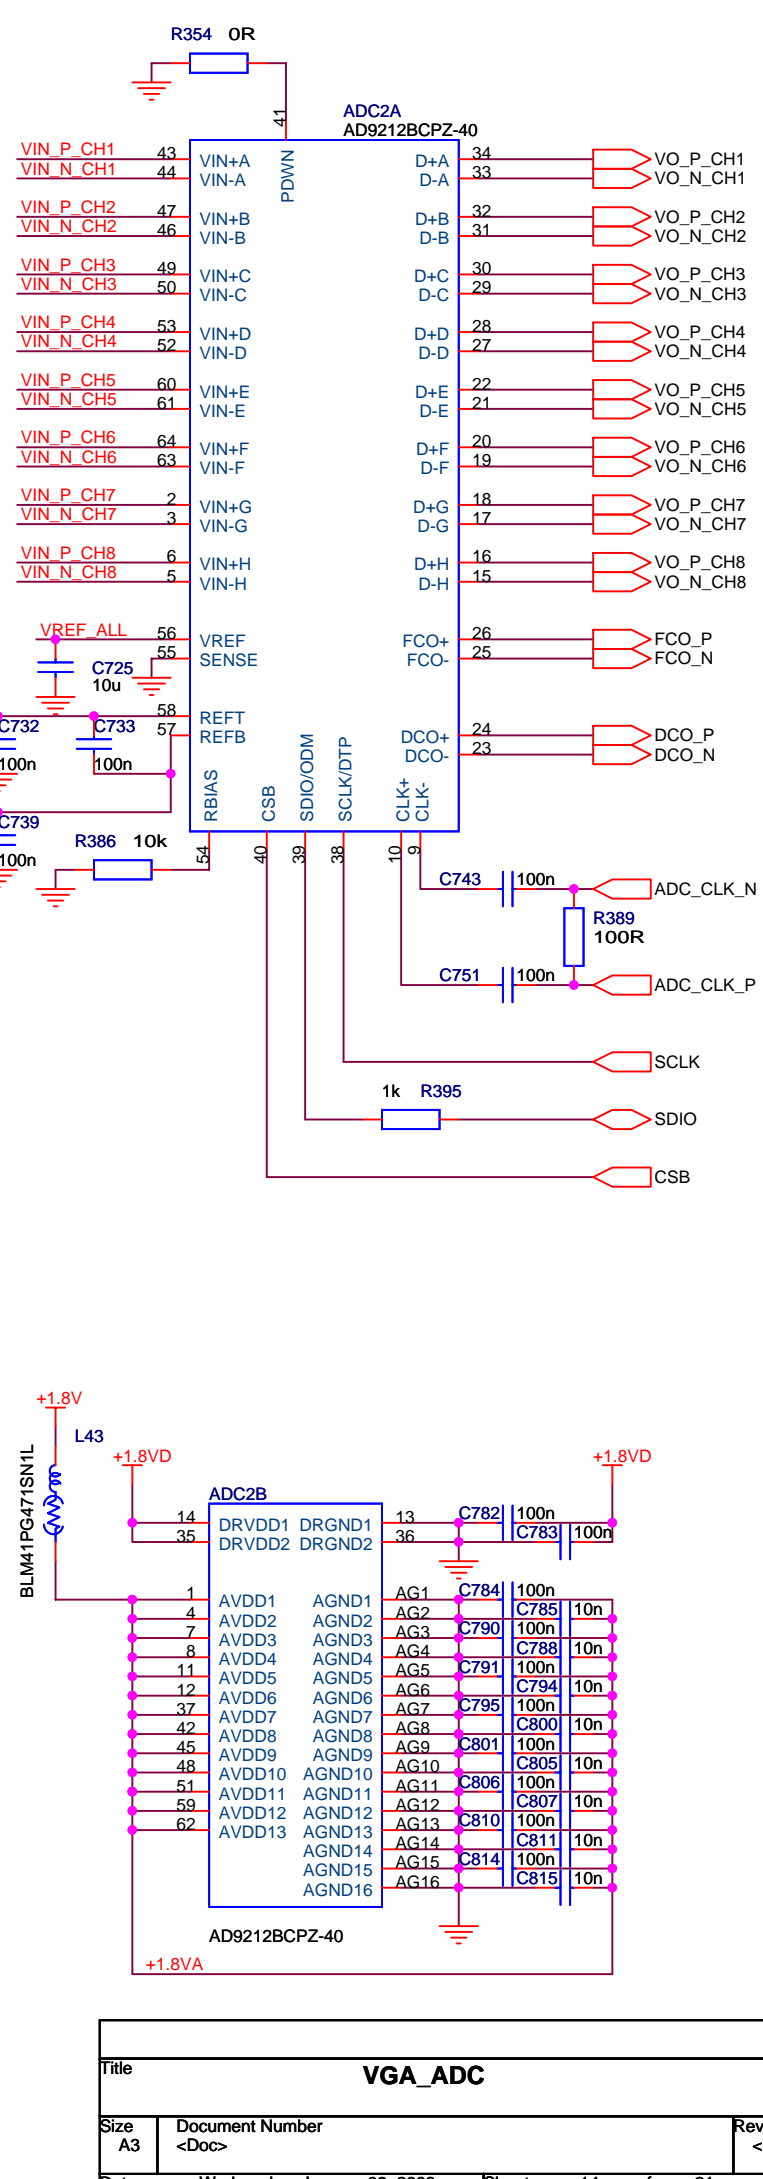 R354 0R
41
ADC2A
AD9212BCPZ-40
PDWN
VIN_P_CH1 43 VIN+A D+A 34 VO_P_CH1
VIN_N_CH1 44 VIN-A D-A 33 VO_N_CH1
VIN_P_CH2 47 VIN+B D+B 32 VO_P_CH2
VIN_N_CH2 46 VIN-B D-B 31 VO_N_CH2
VIN_P_CH3 49 VIN+C D+C 30 VO_P_CH3
VIN_N_CH3 50 VIN-C D-C 29 VO_N_CH3
VIN_P_CH4 53 VIN+D D+D 28 VO_P_CH4
VIN_N_CH4 52 VIN-D D-D 27 VO_N_CH4
VIN_P_CH5 60 VIN+E D+E 22 VO_P_CH5
VIN_N_CH5 61 VIN-E D-E 21 VO_N_CH5
VIN_P_CH6 64 VIN+F D+F 20 VO_P_CH6
VIN_N_CH6 63 VIN-F D-F 19 VO_N_CH6
VIN_P_CH7 2 VIN+G D+G 18 VO_P_CH7
VIN_N_CH7 3 VIN-G D-G 17 VO_N_CH7
VIN_P_CH8 6 VIN+H D+H 16 VO_P_CH8
VIN_N_CH8 5 VIN-H D-H 15 VO_N_CH8
VREF_ALL 56 VREF FCO+ 26 FCO_P
55 SENSE FCO- 25 FCO_N
C725
10u
58 REFT
C732 C733 57 REFB DCO+ 24 DCO_P
DCO- 23 DCO_N
100n 100n
RBIAS CSB SDIO/ODM SCLK/DTP CLK+ CLK-
C739
R386 10k
54 40 39 38 10 9
100n
C743 100n ADC_CLK_N
R389
100R
C751 100n ADC_CLK_P
SCLK
1k R395 SDIO
CSB
+1.8V
L43
BLM41PG471SN1L
+1.8VD +1.8VD
ADC2B
14 DRVDD1 DRGND1 13 C782 100n
35 DRVDD2 DRGND2 36 C783 100n
1 AVDD1 AGND1 AG1 C784 100n
4 AVDD2 AGND2 AG2 C785 10n
7 AVDD3 AGND3 AG3 C790 100n
8 AVDD4 AGND4 AG4 C788 10n
11 AVDD5 AGND5 AG5 C791 100n
12 AVDD6 AGND6 AG6 C794 10n
37 AVDD7 AGND7 AG7 C795 100n
42 AVDD8 AGND8 AG8 C800 10n
45 AVDD9 AGND9 AG9 C801 100n
48 AVDD10 AGND10 AG10 C805 10n
51 AVDD11 AGND11 AG11 C806 100n
59 AVDD12 AGND12 AG12 C807 10n
62 AVDD13 AGND13 AG13 C810 100n
AGND14 AG14 C811 10n
AGND15 AG15 C814 100n
AGND16 AG16 C815 10n
AD9212BCPZ-40
+1.8VA
Title
VGA_ADC
Size Document Number Rev
A3 <Doc> <